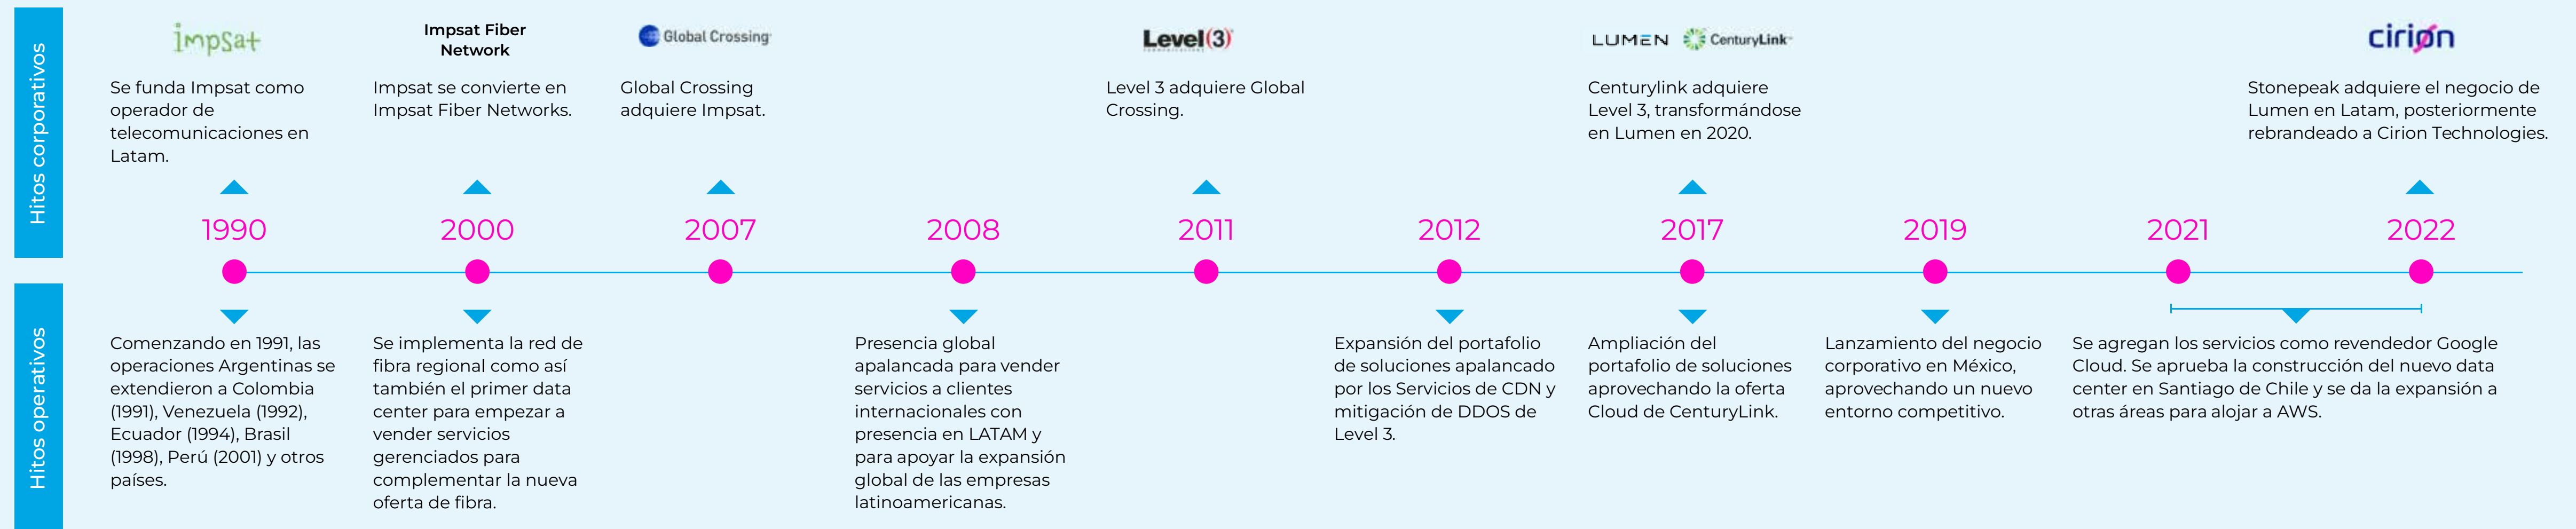 Hitos corporativos
impsat
Se funda Impsat como
operador de
telecomunicaciones en
Latam.
Impsat Fiber
Network
Impsat se convierte en
Impsat Fiber Networks.
Global Crossing
Global Crossing
adquiere Impsat.
Level(3)
Level 3 adquiere Global
Crossing.
LUMEN CenturyLink
Centurylink adquiere
Level 3, transformándose
en Lumen en 2020.
cirion
Stonepeak adquiere el negocio de
Lumen en Latam, posteriormente
rebrandeado a Cirion Technologies.
1990 2000 2007 2008 2011 2012 2017 2019 2021 2022
Hitos operativos
Comenzando en 1991, las
operaciones Argentinas se
extendieron a Colombia
(1991), Venezuela (1992),
Ecuador (1994), Brasil
(1998), Perú (2001) y otros
países.
Se implementa la red de
fibra regional como así
también el primer data
center para empezar a
vender servicios
gerenciados para
complementar la nueva
oferta de fibra.
Presencia global
apalancada para vender
servicios a clientes
internacionales con
presencia en LATAM y
para apoyar la expansión
global de las empresas
latinoamericanas.
Expansión del portafolio
de soluciones apalancado
por los Servicios de CDN y
mitigación de DDOS de
Level 3.
Ampliación del
portafolio de soluciones
aprovechando la oferta
Cloud de CenturyLink.
Lanzamiento del negocio
corporativo en México,
aprovechando un nuevo
entorno competitivo.
Se agregan los servicios como revendedor Google
Cloud. Se aprueba la construcción del nuevo data
center en Santiago de Chile y se da la expansión a
otras áreas para alojar a AWS.